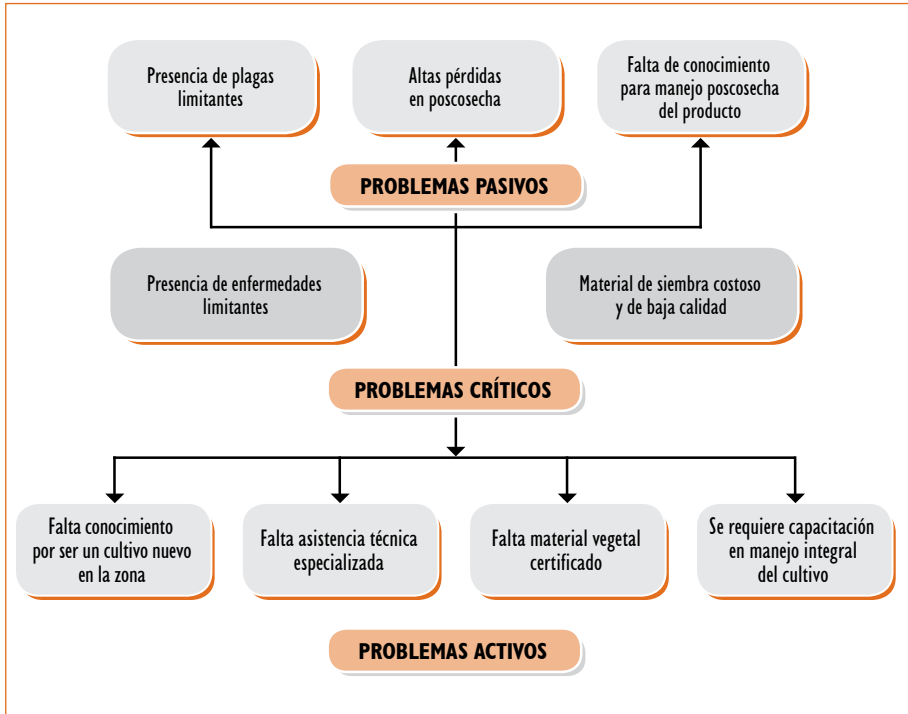 Presencia de plagas
limitantes
Altas pérdidas
en poscosecha
Falta de conocimiento
para manejo poscosecha
del producto
PROBLEMAS PASIVOS
Presencia de enfermedades
limitantes
Material de siembra costoso
y de baja calidad
PROBLEMAS CRÍTICOS
Falta conocimiento
por ser un cultivo nuevo
en la zona
Falta asistencia técnica
especializada
Falta material vegetal
certificado
Se requiere capacitación
en manejo integral
del cultivo
PROBLEMAS ACTIVOS